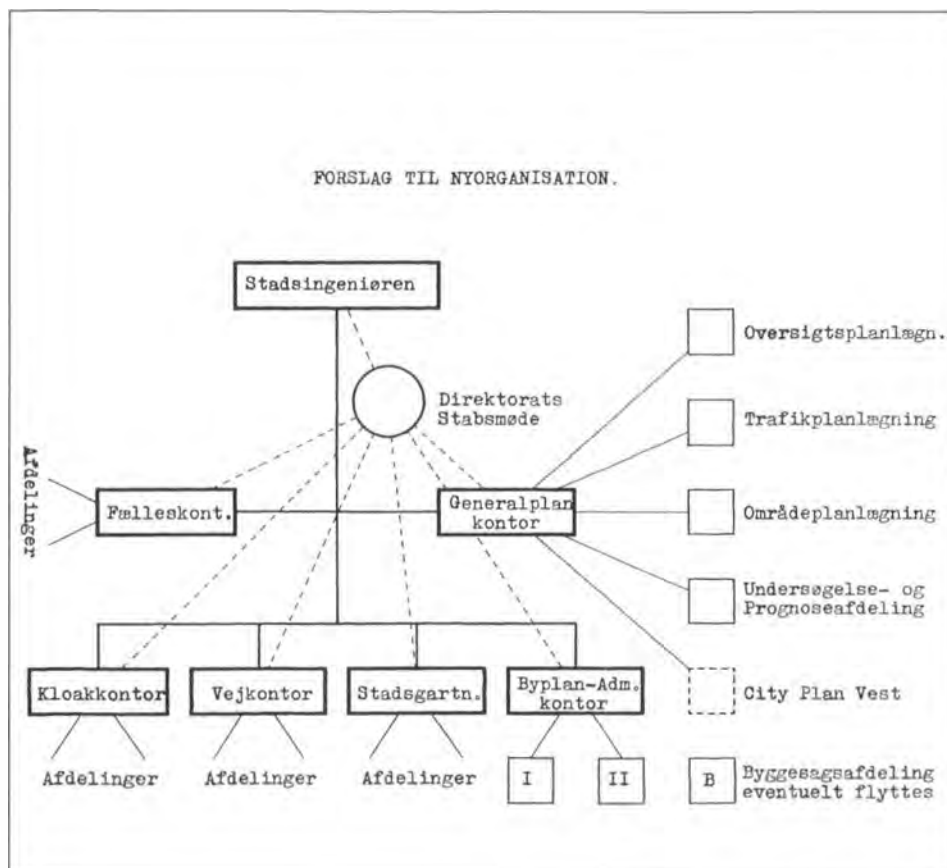 FORSLAG TIL NYORGANISATION.
Stadsingeniøren
Oversigtsplanlægn.
Direktorats
Stabsmøde
Trafikplanlægning
Afdelinger
Fælleskont.
Generalplan
kontor
Områdeplanlægning
Undersøgelse- og
Prognoseafdeling
Kloakkontor
Vejkontor
Stadsgartn.
Byplan-Adm.
kontor
City Plan Vest
Afdelinger
Afdelinger
Afdelinger
I
II
B
Byggesagsafdeling
eventuelt flyttes